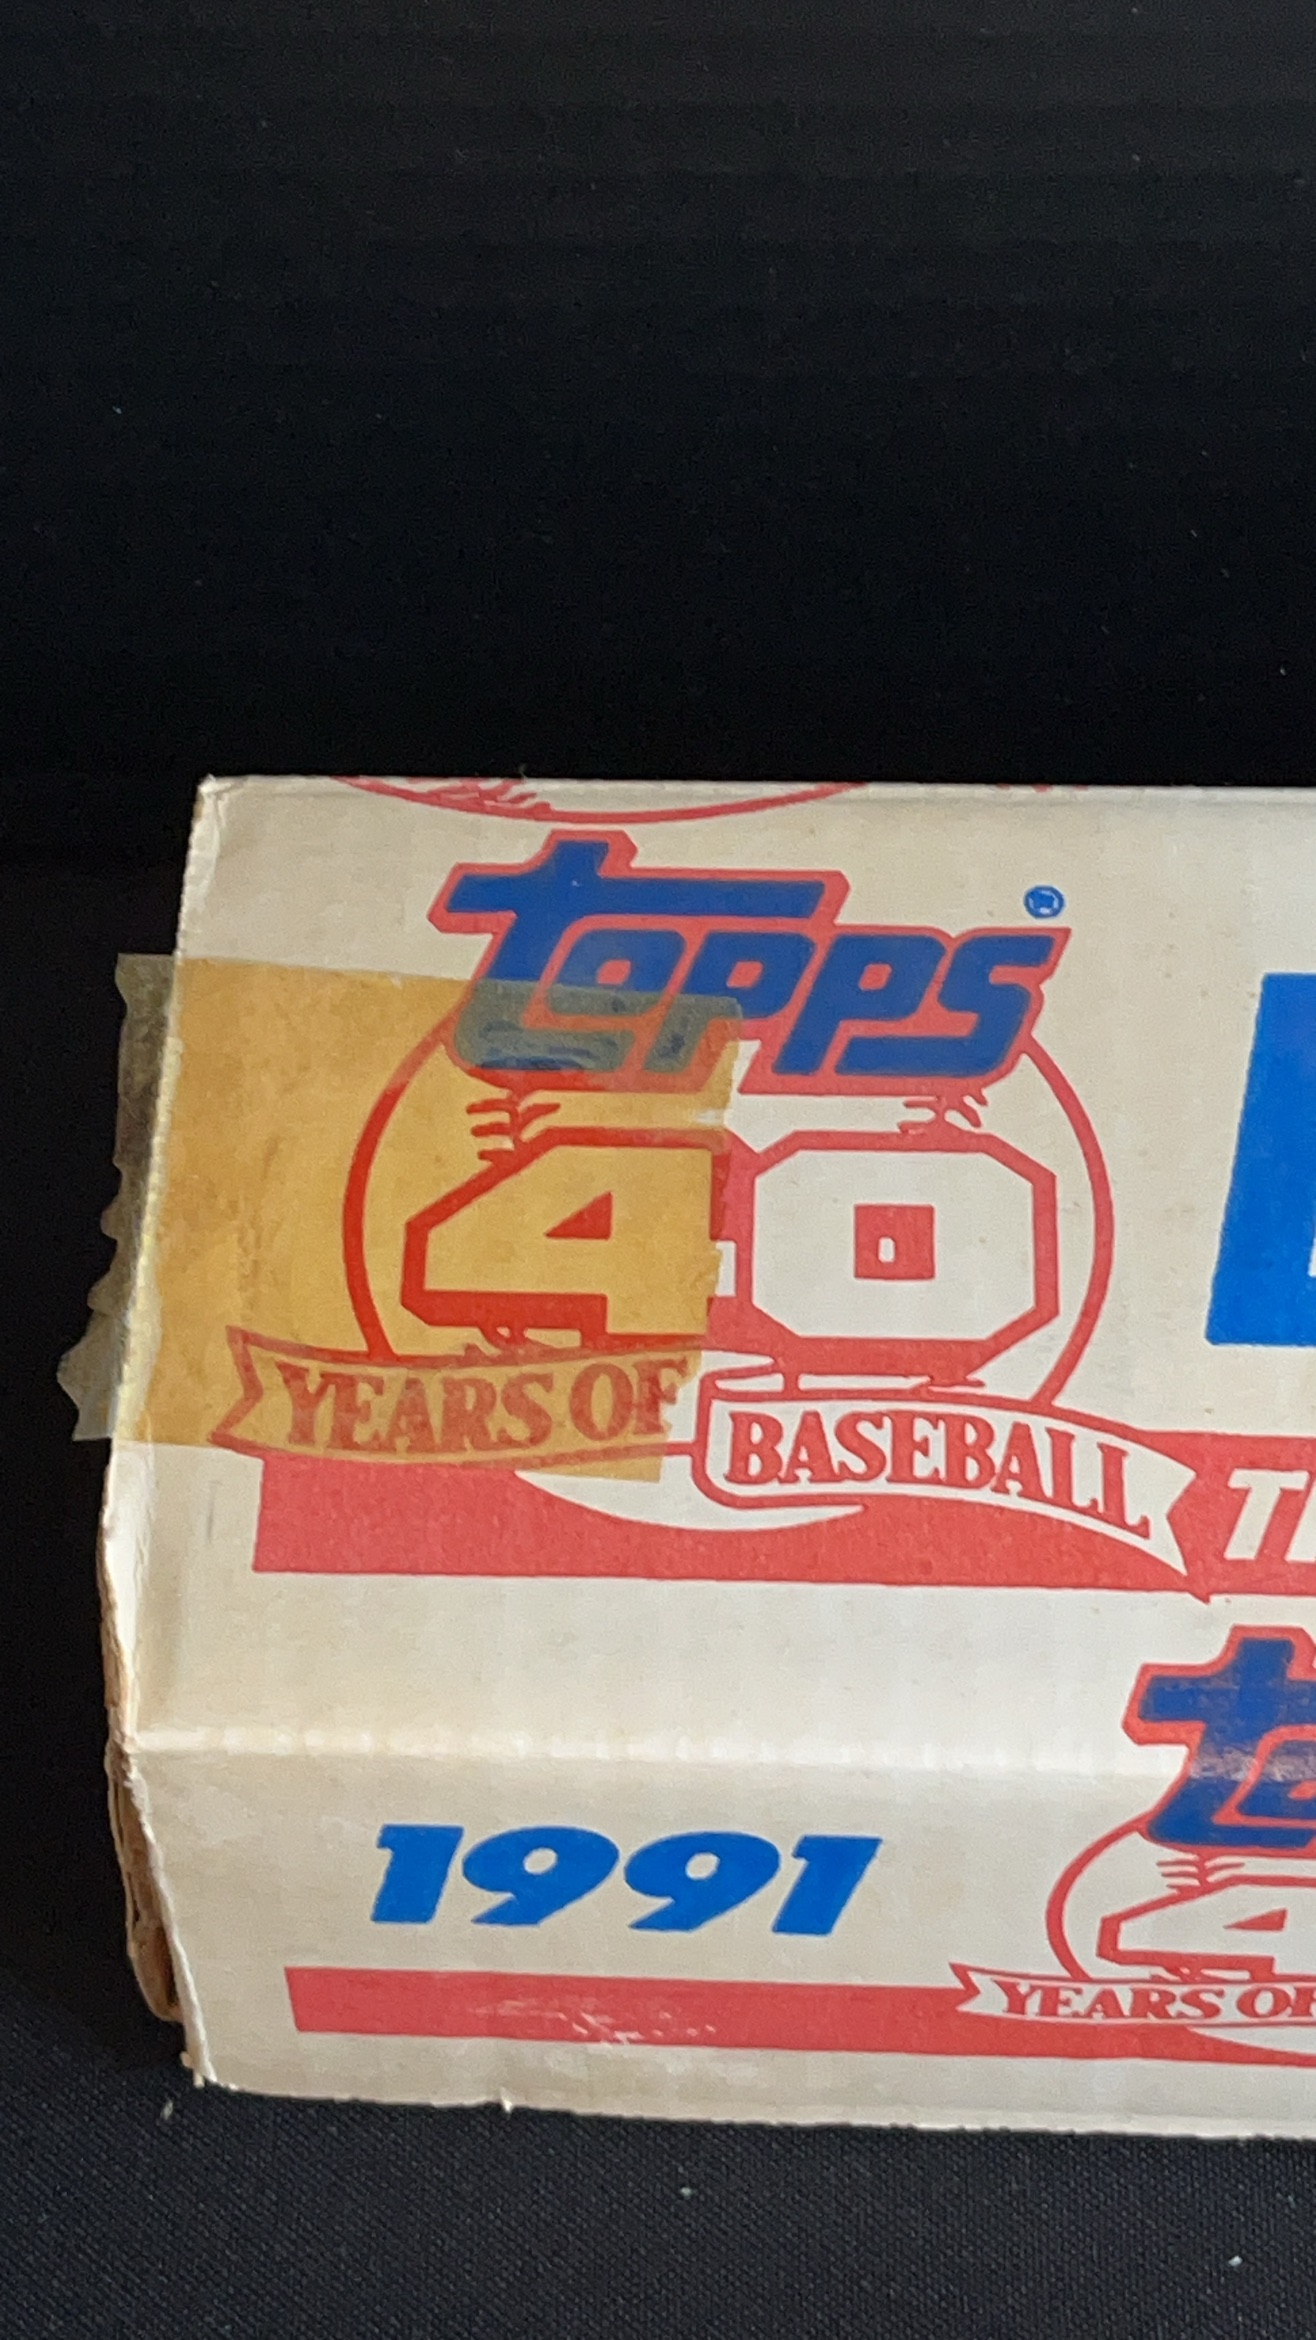 topps®
40
YEARS OF BASEBALL
1991
YEARS OF